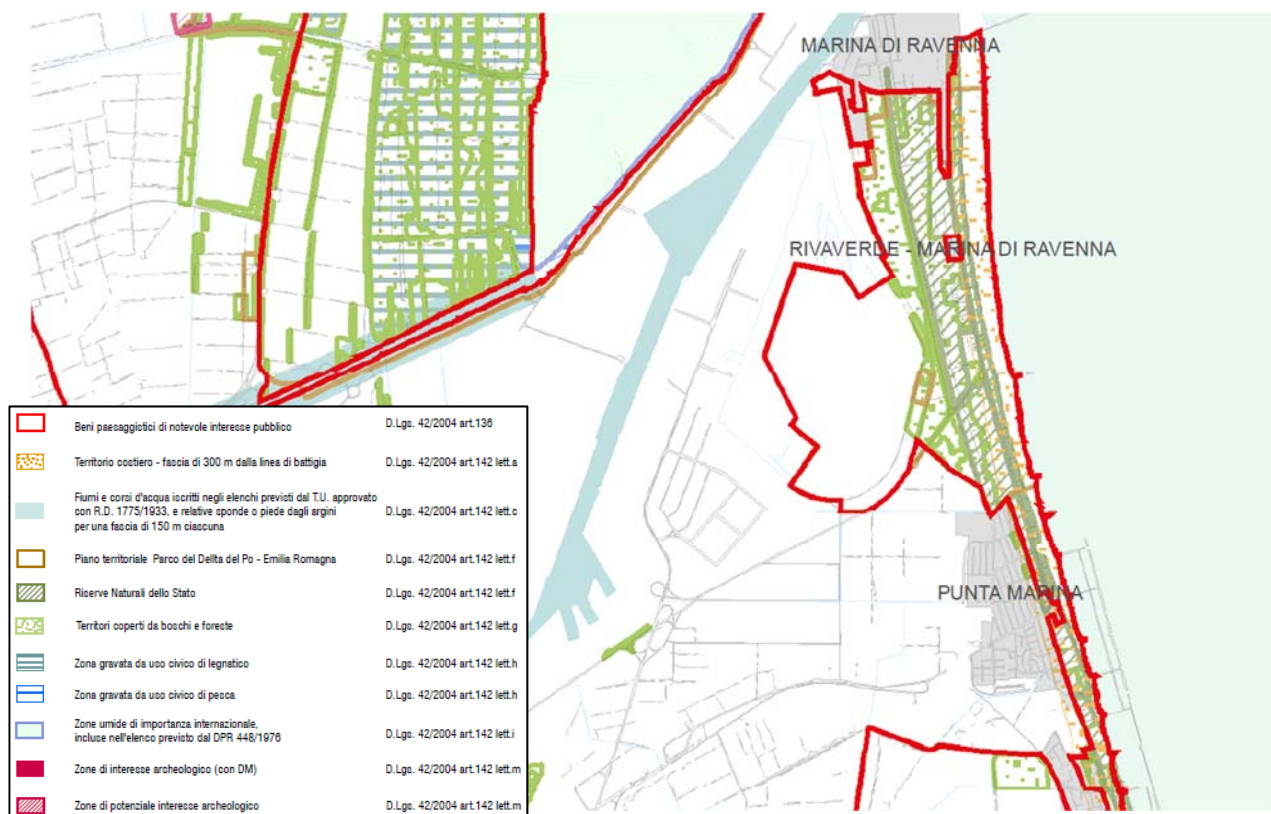 MARINA DI RAVENNA
RIVAVERDE - MARINA DI RAVENNA
PUNTA MARINA
Beni paesaggistici di notevole interesse pubblico D.Lgs. 42/2004 art.136
Territorio costiero - fascia di 300 m dalla linea di battigia D.Lgs. 42/2004 art.142 lett.a
Fiumi e corsi d'acqua iscritti negli elenchi previsti dal T.U. approvato
con R.D. 1775/1933, e relative sponde o piede dagli argini D.Lgs. 42/2004 art.142 lett.c
per una fascia di 150 m ciascuna
Piano territoriale Parco del Dellta del Po - Emilia Romagna D.Lgs. 42/2004 art.142 lett.f
Riserve Naturali dello Stato D.Lgs. 42/2004 art.142 lett.f
Territori coperti da boschi e foreste D.Lgs. 42/2004 art.142 lett.g
Zona gravata da uso civico di legnatico D.Lgs. 42/2004 art.142 lett.h
Zona gravata da uso civico di pesca D.Lgs. 42/2004 art.142 lett.h
Zone umide di importanza internazionale,
incluse nell'elenco previsto dal DPR 448/1976 D.Lgs. 42/2004 art.142 lett.i
Zone di interesse archeologico (con DM) D.Lgs. 42/2004 art.142 lett.m
Zone di potenziale interesse archeologico D.Lgs. 42/2004 art.142 lett.m